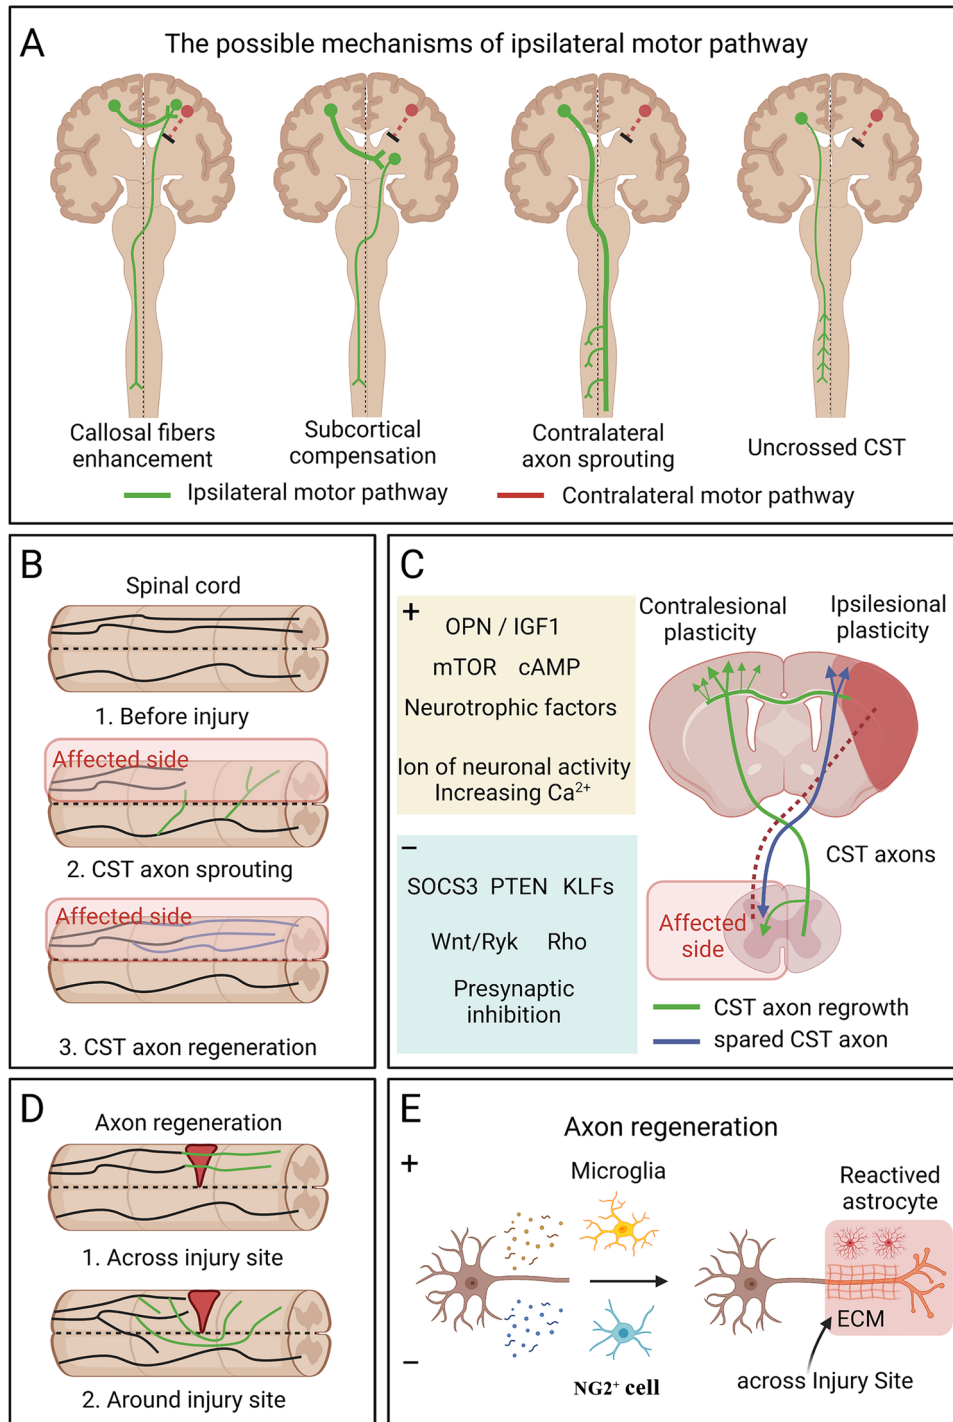 A
The possible mechanisms of ipsilateral motor pathway
Callosal fibers
enhancement
Subcortical
compensation
Contralateral
axon sprouting
Uncrossed CST
Ipsilateral motor pathway
Contralateral motor pathway
B
Spinal cord
1. Before injury
Affected side
2. CST axon sprouting
Affected side
3. CST axon regeneration
C
+
OPN / IGF1
mTOR cAMP
Neurotrophic factors
Ion of neuronal activity
Increasing Ca²⁺
−
SOCS3 PTEN KLFs
Wnt/Ryk Rho
Presynaptic
inhibition
Contralesional
plasticity
Ipsilesional
plasticity
CST axons
Affected
side
CST axon regrowth
spared CST axon
D
Axon regeneration
1. Across injury site
2. Around injury site
E
Axon regeneration
+
Microglia
−
NG2⁺ cell
Reactived
astrocyte
ECM
across Injury Site